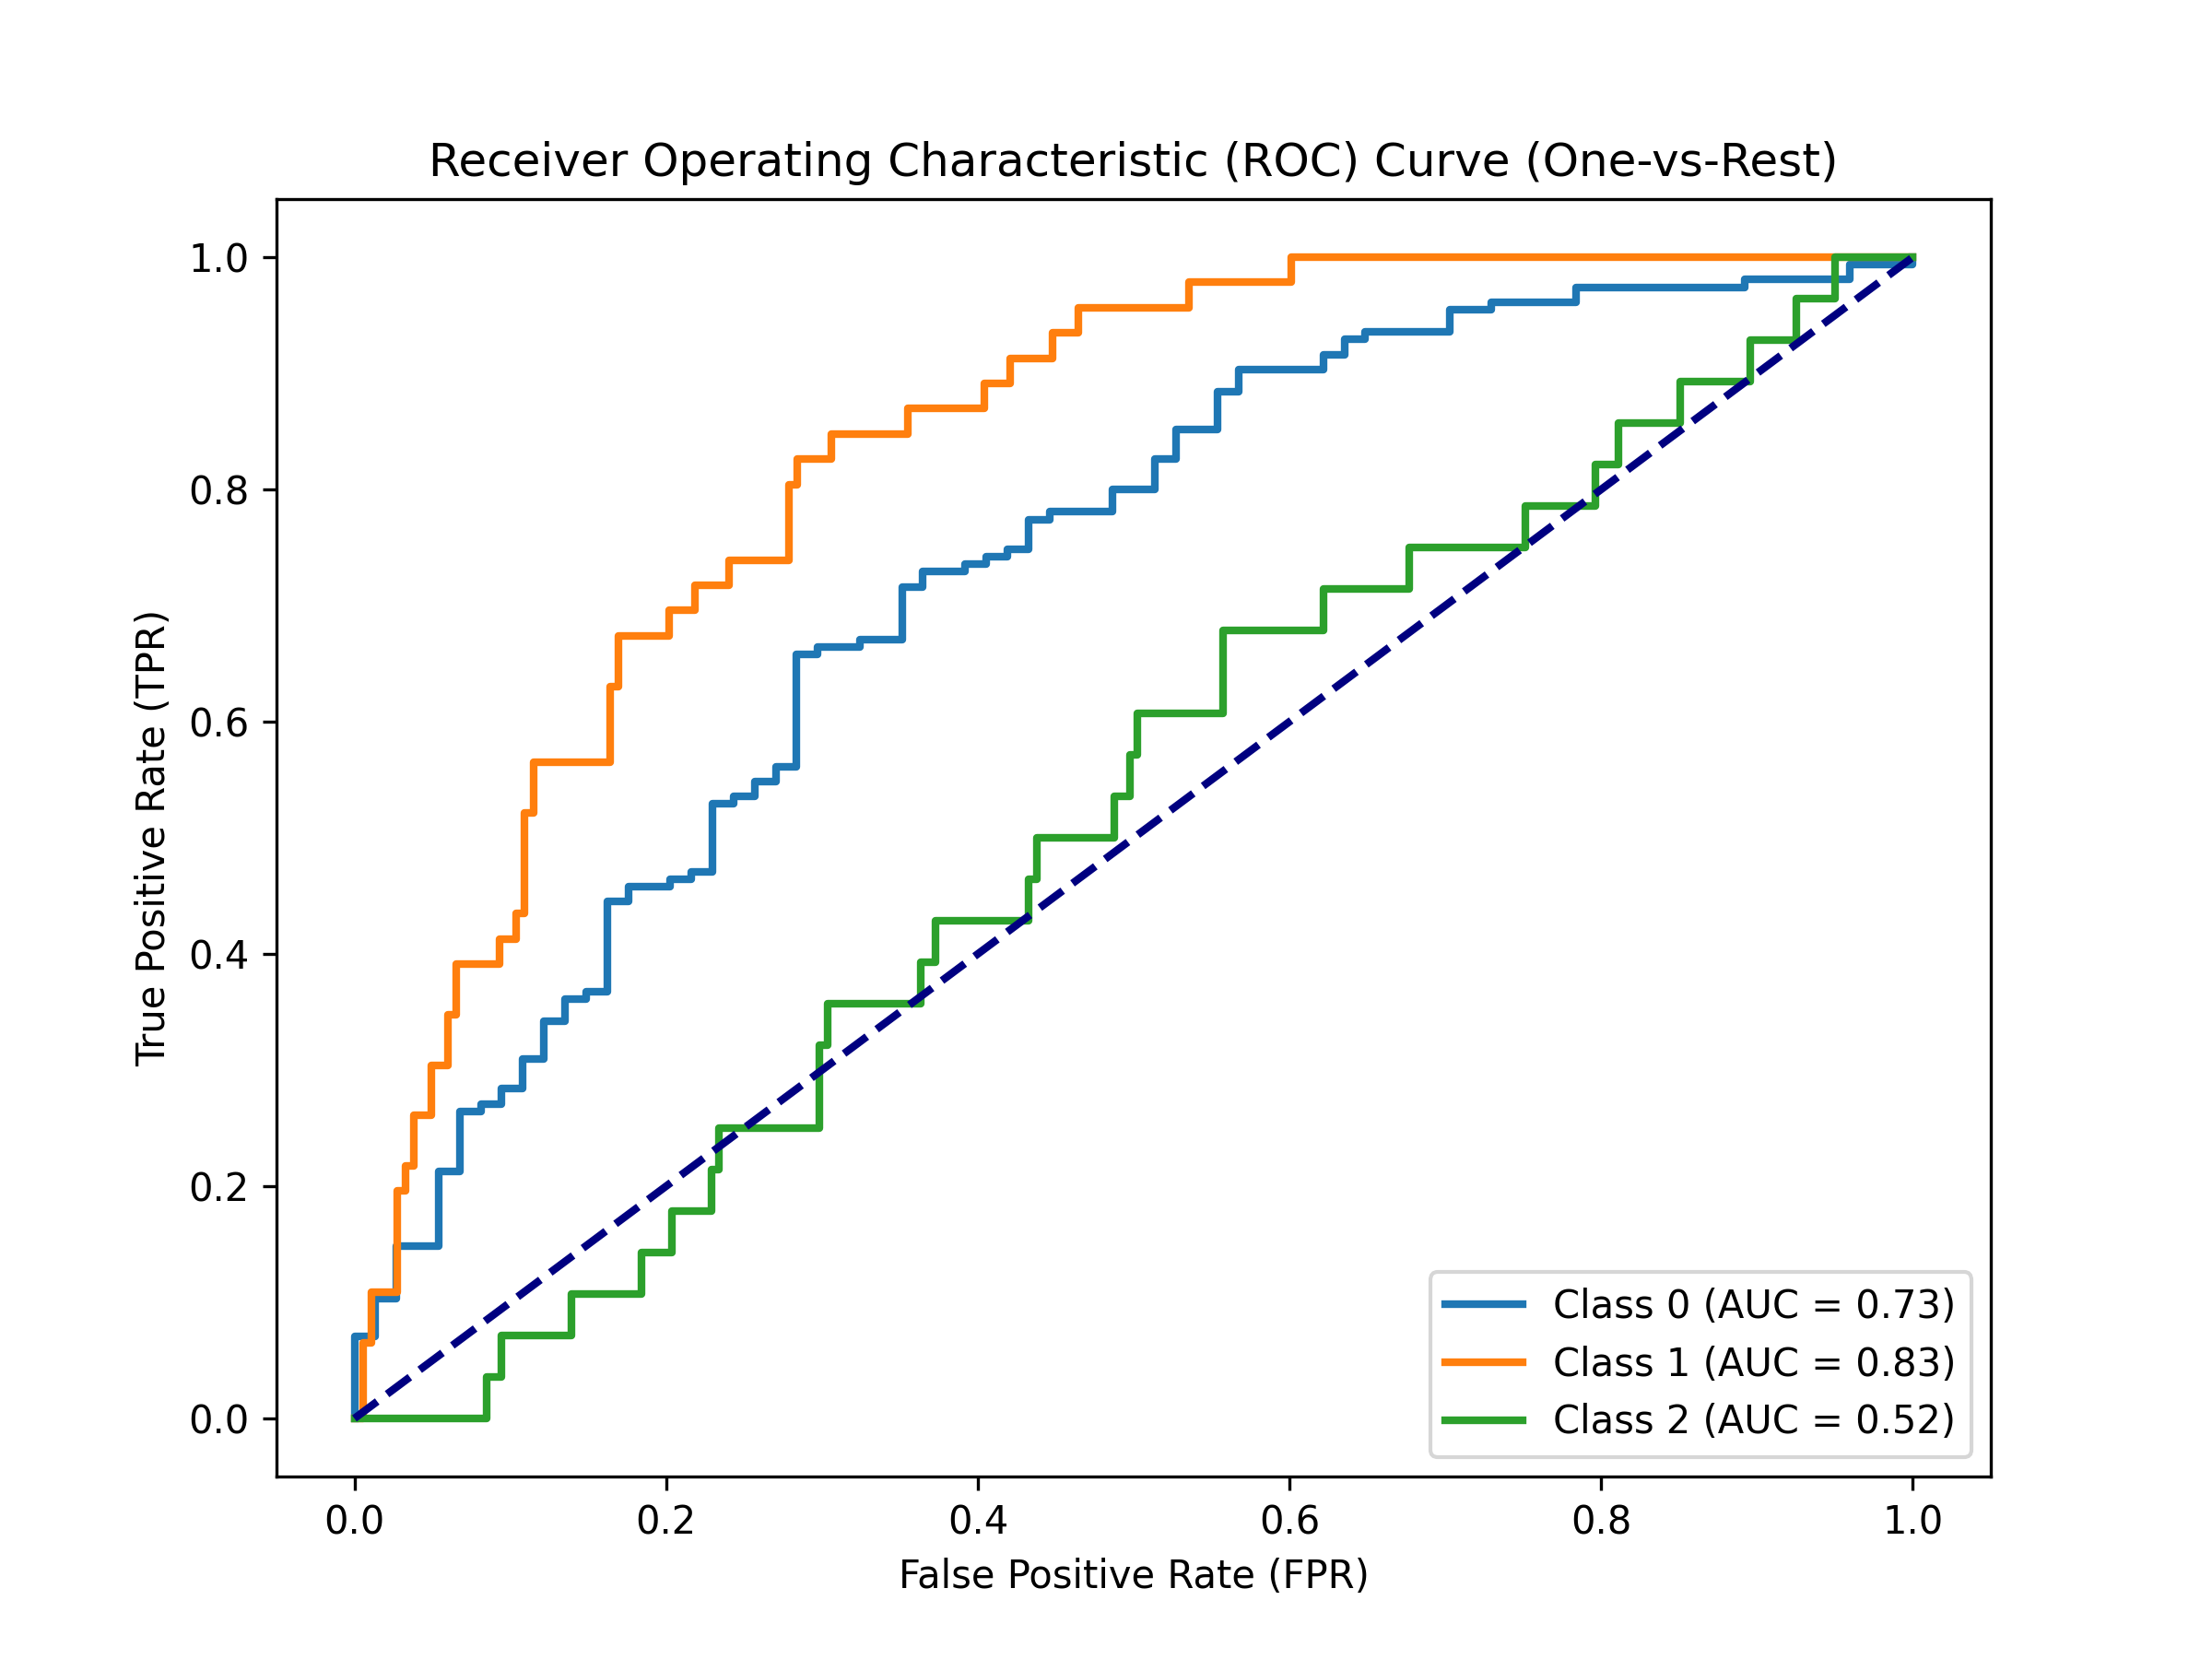 Receiver Operating Characteristic (ROC) Curve (One-vs-Rest)
1.0
0.8
0.6
0.4
0.2
0.0
True Positive Rate (TPR)
Class 0 (AUC = 0.73)
Class 1 (AUC = 0.83)
Class 2 (AUC = 0.52)
0.0 0.2 0.4 0.6 0.8 1.0
False Positive Rate (FPR)